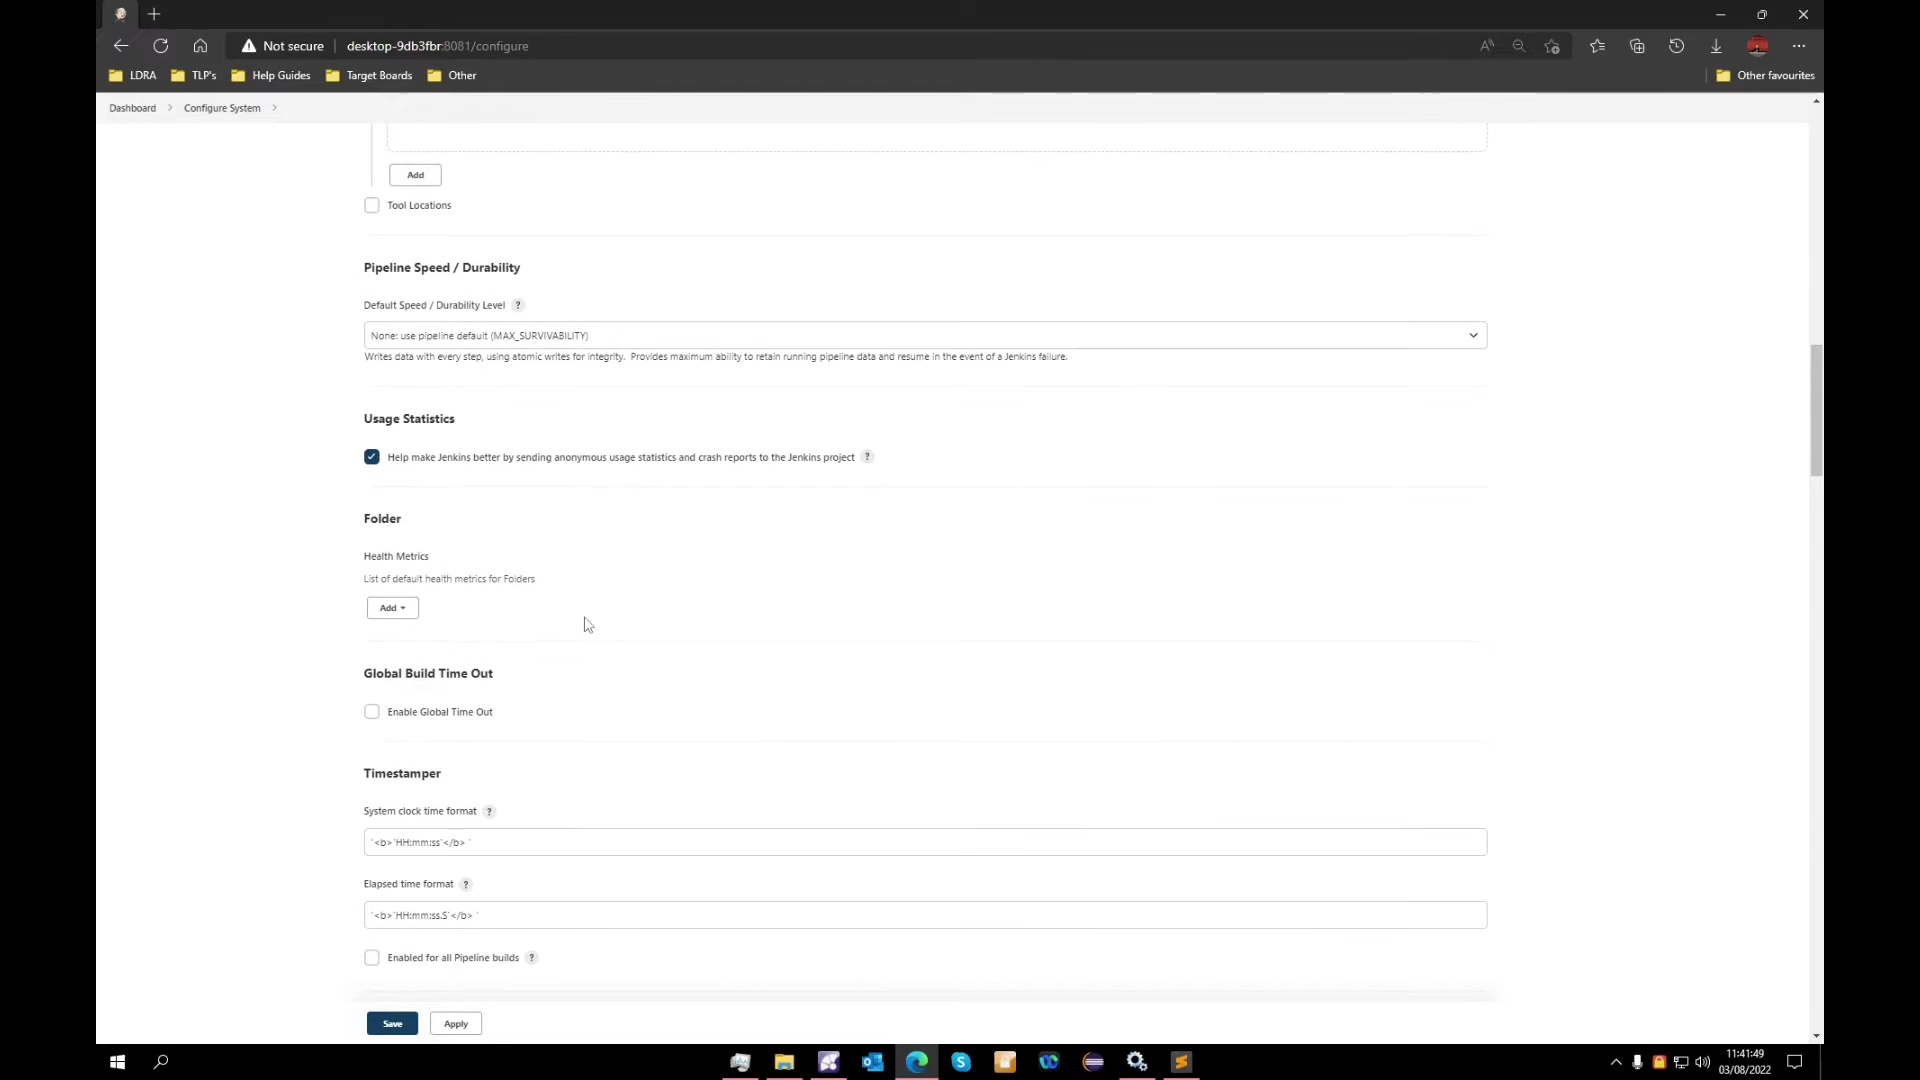 Not secure
desktop-9db3fbr:8081/configure
LDRA
TLP's
Help Guides
Target Boards
Other
Other favourites
Dashboard
Configure System
Add
Tool Locations
Pipeline Speed / Durability
Default Speed / Durability Level ?
None: use pipeline default (MAX_SURVIVABILITY)
Writes data with every step, using atomic writes for integrity. Provides maximum ability to retain running pipeline data and resume in the event of a Jenkins failure.
Usage Statistics
Help make Jenkins better by sending anonymous usage statistics and crash reports to the Jenkins project ?
Folder
Health Metrics
List of default health metrics for Folders
Add
Global Build Time Out
Enable Global Time Out
Timestamper
System clock time format ?
'<b>'HH:mm:ss'</b> '
Elapsed time format ?
'<b>'HH:mm:ss.S'</b> '
Enabled for all Pipeline builds ?
Save
Apply
11:41:49
03/08/2022